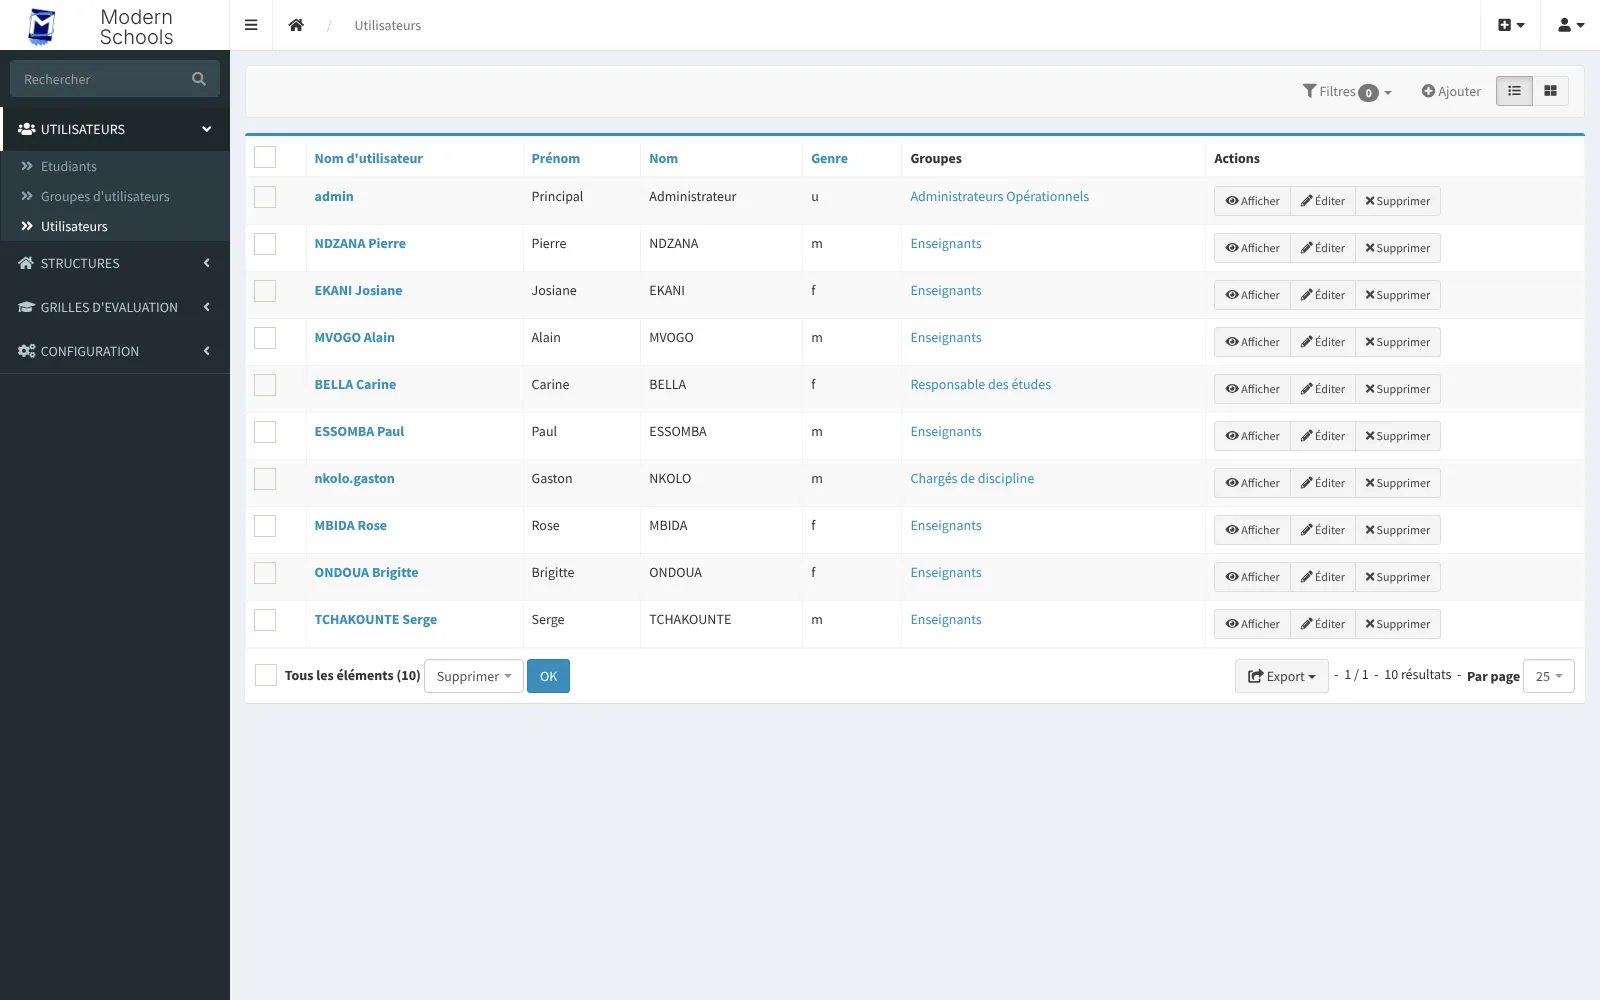 Modern Schools
Utilisateurs
Rechercher
UTILISATEURS
Etudiants
Groupes d'utilisateurs
Utilisateurs
STRUCTURES
GRILLES D'EVALUATION
CONFIGURATION
Filtres 0 Ajouter
Nom d'utilisateur Prénom Nom Genre Groupes Actions
admin Principal Administrateur u Administrateurs Opérationnels Afficher Éditer Supprimer
NDZANA Pierre Pierre NDZANA m Enseignants Afficher Éditer Supprimer
EKANI Josiane Josiane EKANI f Enseignants Afficher Éditer Supprimer
MVOGO Alain Alain MVOGO m Enseignants Afficher Éditer Supprimer
BELLA Carine Carine BELLA f Responsable des études Afficher Éditer Supprimer
ESSOMBA Paul Paul ESSOMBA m Enseignants Afficher Éditer Supprimer
nkolo.gaston Gaston NKOLO m Chargés de discipline Afficher Éditer Supprimer
MBIDA Rose Rose MBIDA f Enseignants Afficher Éditer Supprimer
ONDOUA Brigitte Brigitte ONDOUA f Enseignants Afficher Éditer Supprimer
TCHAKOUNTE Serge Serge TCHAKOUNTE m Enseignants Afficher Éditer Supprimer
Tous les éléments (10) Supprimer OK Export - 1 / 1 - 10 résultats - Par page 25